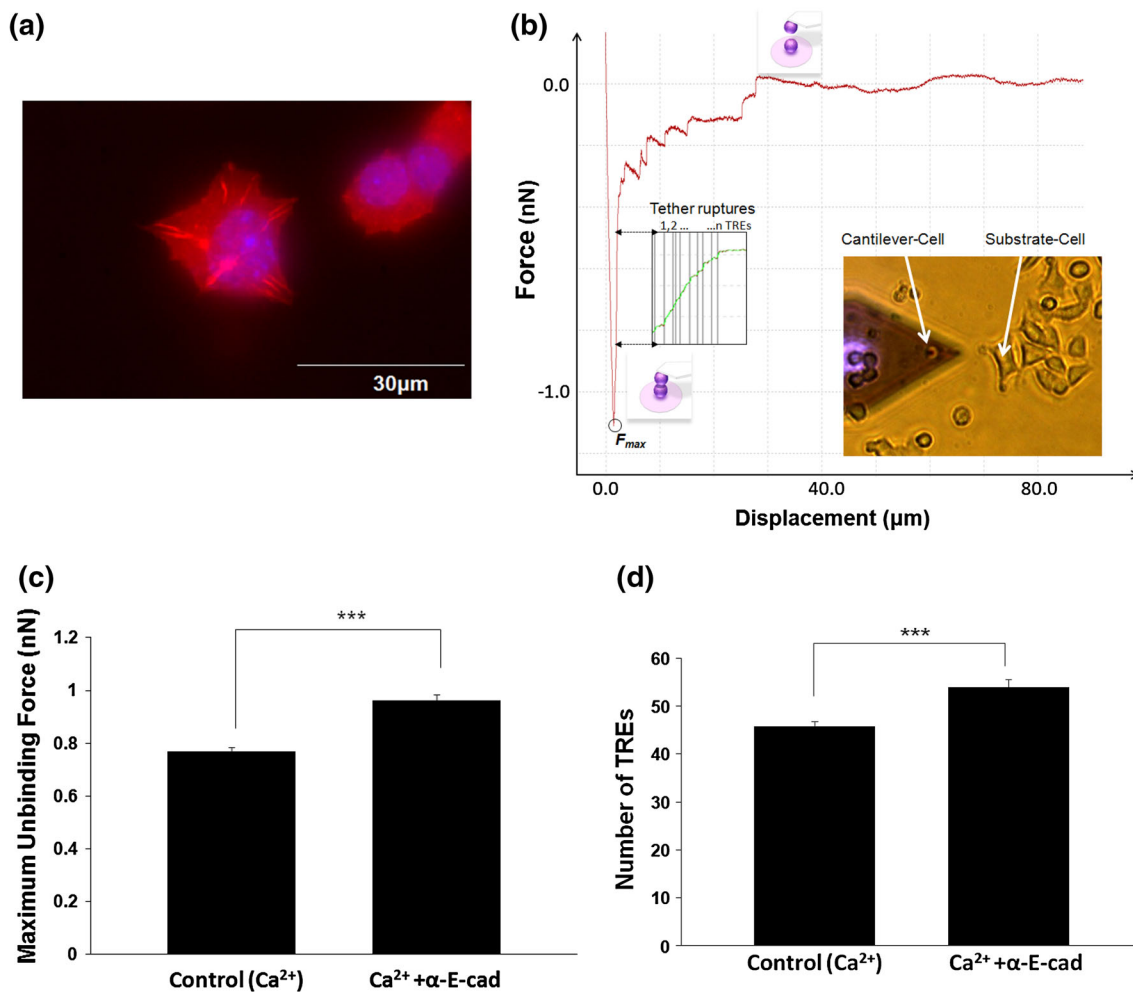 (a)
30μm
(b)
0.0
-1.0
Force (nN)
Tether ruptures
1,2 ... ...n TREs
Cantilever-Cell
Substrate-Cell
Fmax
0.0
40.0
80.0
Displacement (μm)
(c)
Maximum Unbinding Force (nN)
1.2
1
0.8
0.6
0.4
0.2
0
***
Control (Ca²⁺)
Ca²⁺ +α-E-cad
(d)
Number of TREs
60
50
40
30
20
10
0
***
Control (Ca²⁺)
Ca²⁺ +α-E-cad